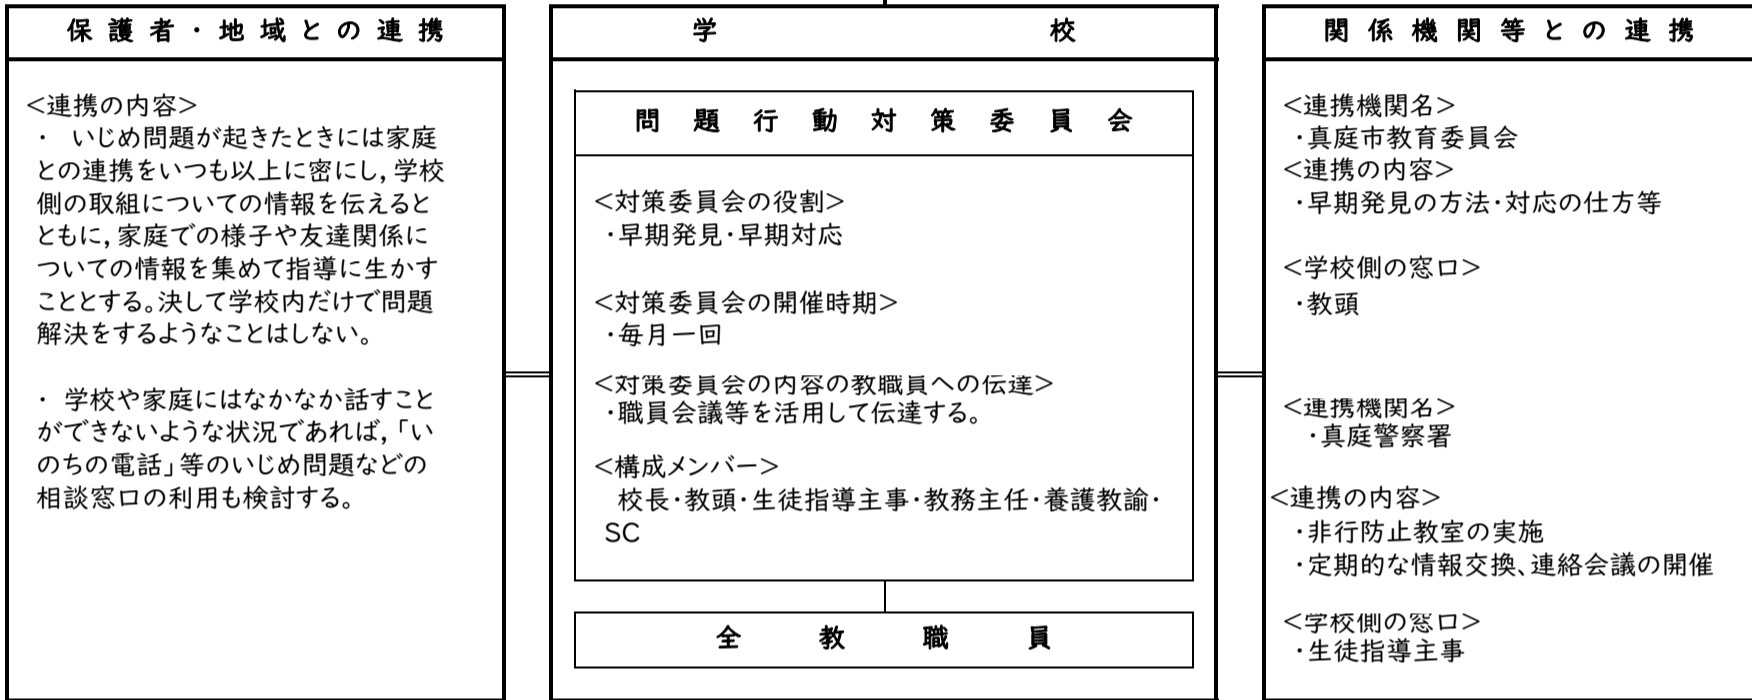 保護者・地域との連携
<連携の内容>
・ いじめ問題が起きたときには家庭
との連携をいつも以上に密にし,学校
側の取組についての情報を伝えると
ともに,家庭での様子や友達関係に
ついての情報を集めて指導に生かす
こととする。決して学校内だけで問題
解決をするようなことはしない。
・ 学校や家庭にはなかなか話すこと
ができないような状況であれば,「い
のちの電話」等のいじめ問題などの
相談窓口の利用も検討する。
学校
問題行動対策委員会
<対策委員会の役割>
・早期発見・早期対応
<対策委員会の開催時期>
・毎月一回
<対策委員会の内容の教職員への伝達>
・職員会議等を活用して伝達する。
<構成メンバー>
校長・教頭・生徒指導主事・教務主任・養護教諭・
SC
全教職員
関係機関等との連携
<連携機関名>
・真庭市教育委員会
<連携の内容>
・早期発見の方法・対応の仕方等
<学校側の窓口>
・教頭
<連携機関名>
・真庭警察署
<連携の内容>
・非行防止教室の実施
・定期的な情報交換、連絡会議の開催
<学校側の窓口>
・生徒指導主事